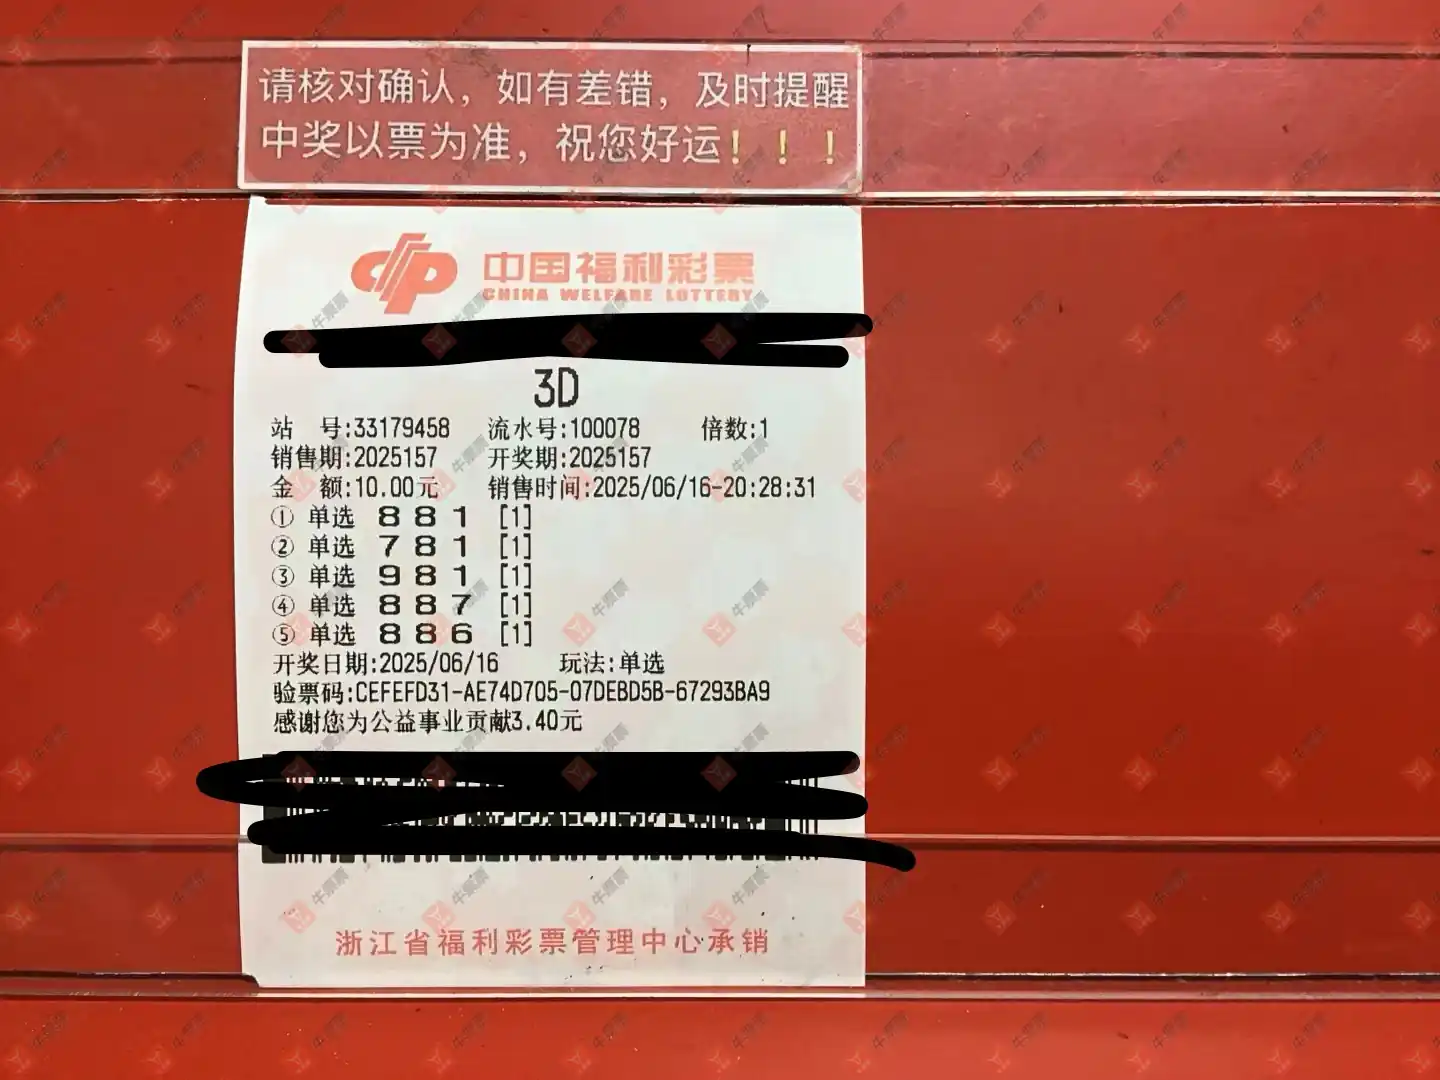 请核对确认，如有差错，及时提醒
中奖以票为准，祝您好运！！！
中国福利彩票
CHINA WELFARE LOTTERY
3D
站 号:33179458 流水号:100078 倍数:1
销售期:2025157 开奖期:2025157
金 额:10.00元 销售时间:2025/06/16-20:28:31
① 单选 8 8 1 [1]
② 单选 7 8 1 [1]
③ 单选 9 8 1 [1]
④ 单选 8 8 7 [1]
⑤ 单选 8 8 6 [1]
开奖日期:2025/06/16 玩法:单选
验票码:CEFEFD31-AE74D705-07DEBD5B-67293BA9
感谢您为公益事业贡献3.40元
浙江省福利彩票管理中心承销
牛票票